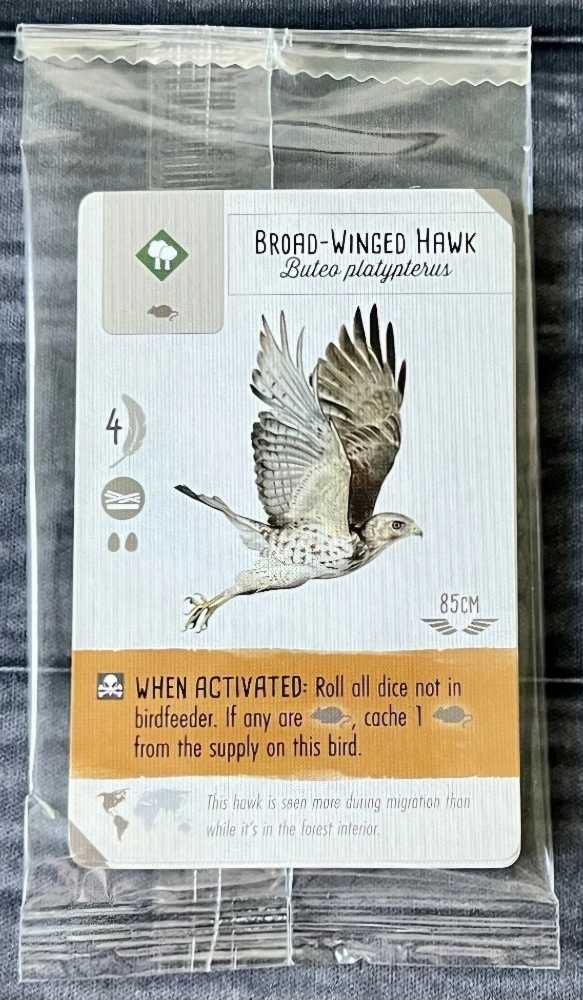 BROAD-WINGED HAWK
Buteo platypterus
4
85CM
WHEN ACTIVATED: Roll all dice not in
birdfeeder. If any are , cache 1
from the supply on this bird.
This hawk is seen more during migration than
while it's in the forest interior.